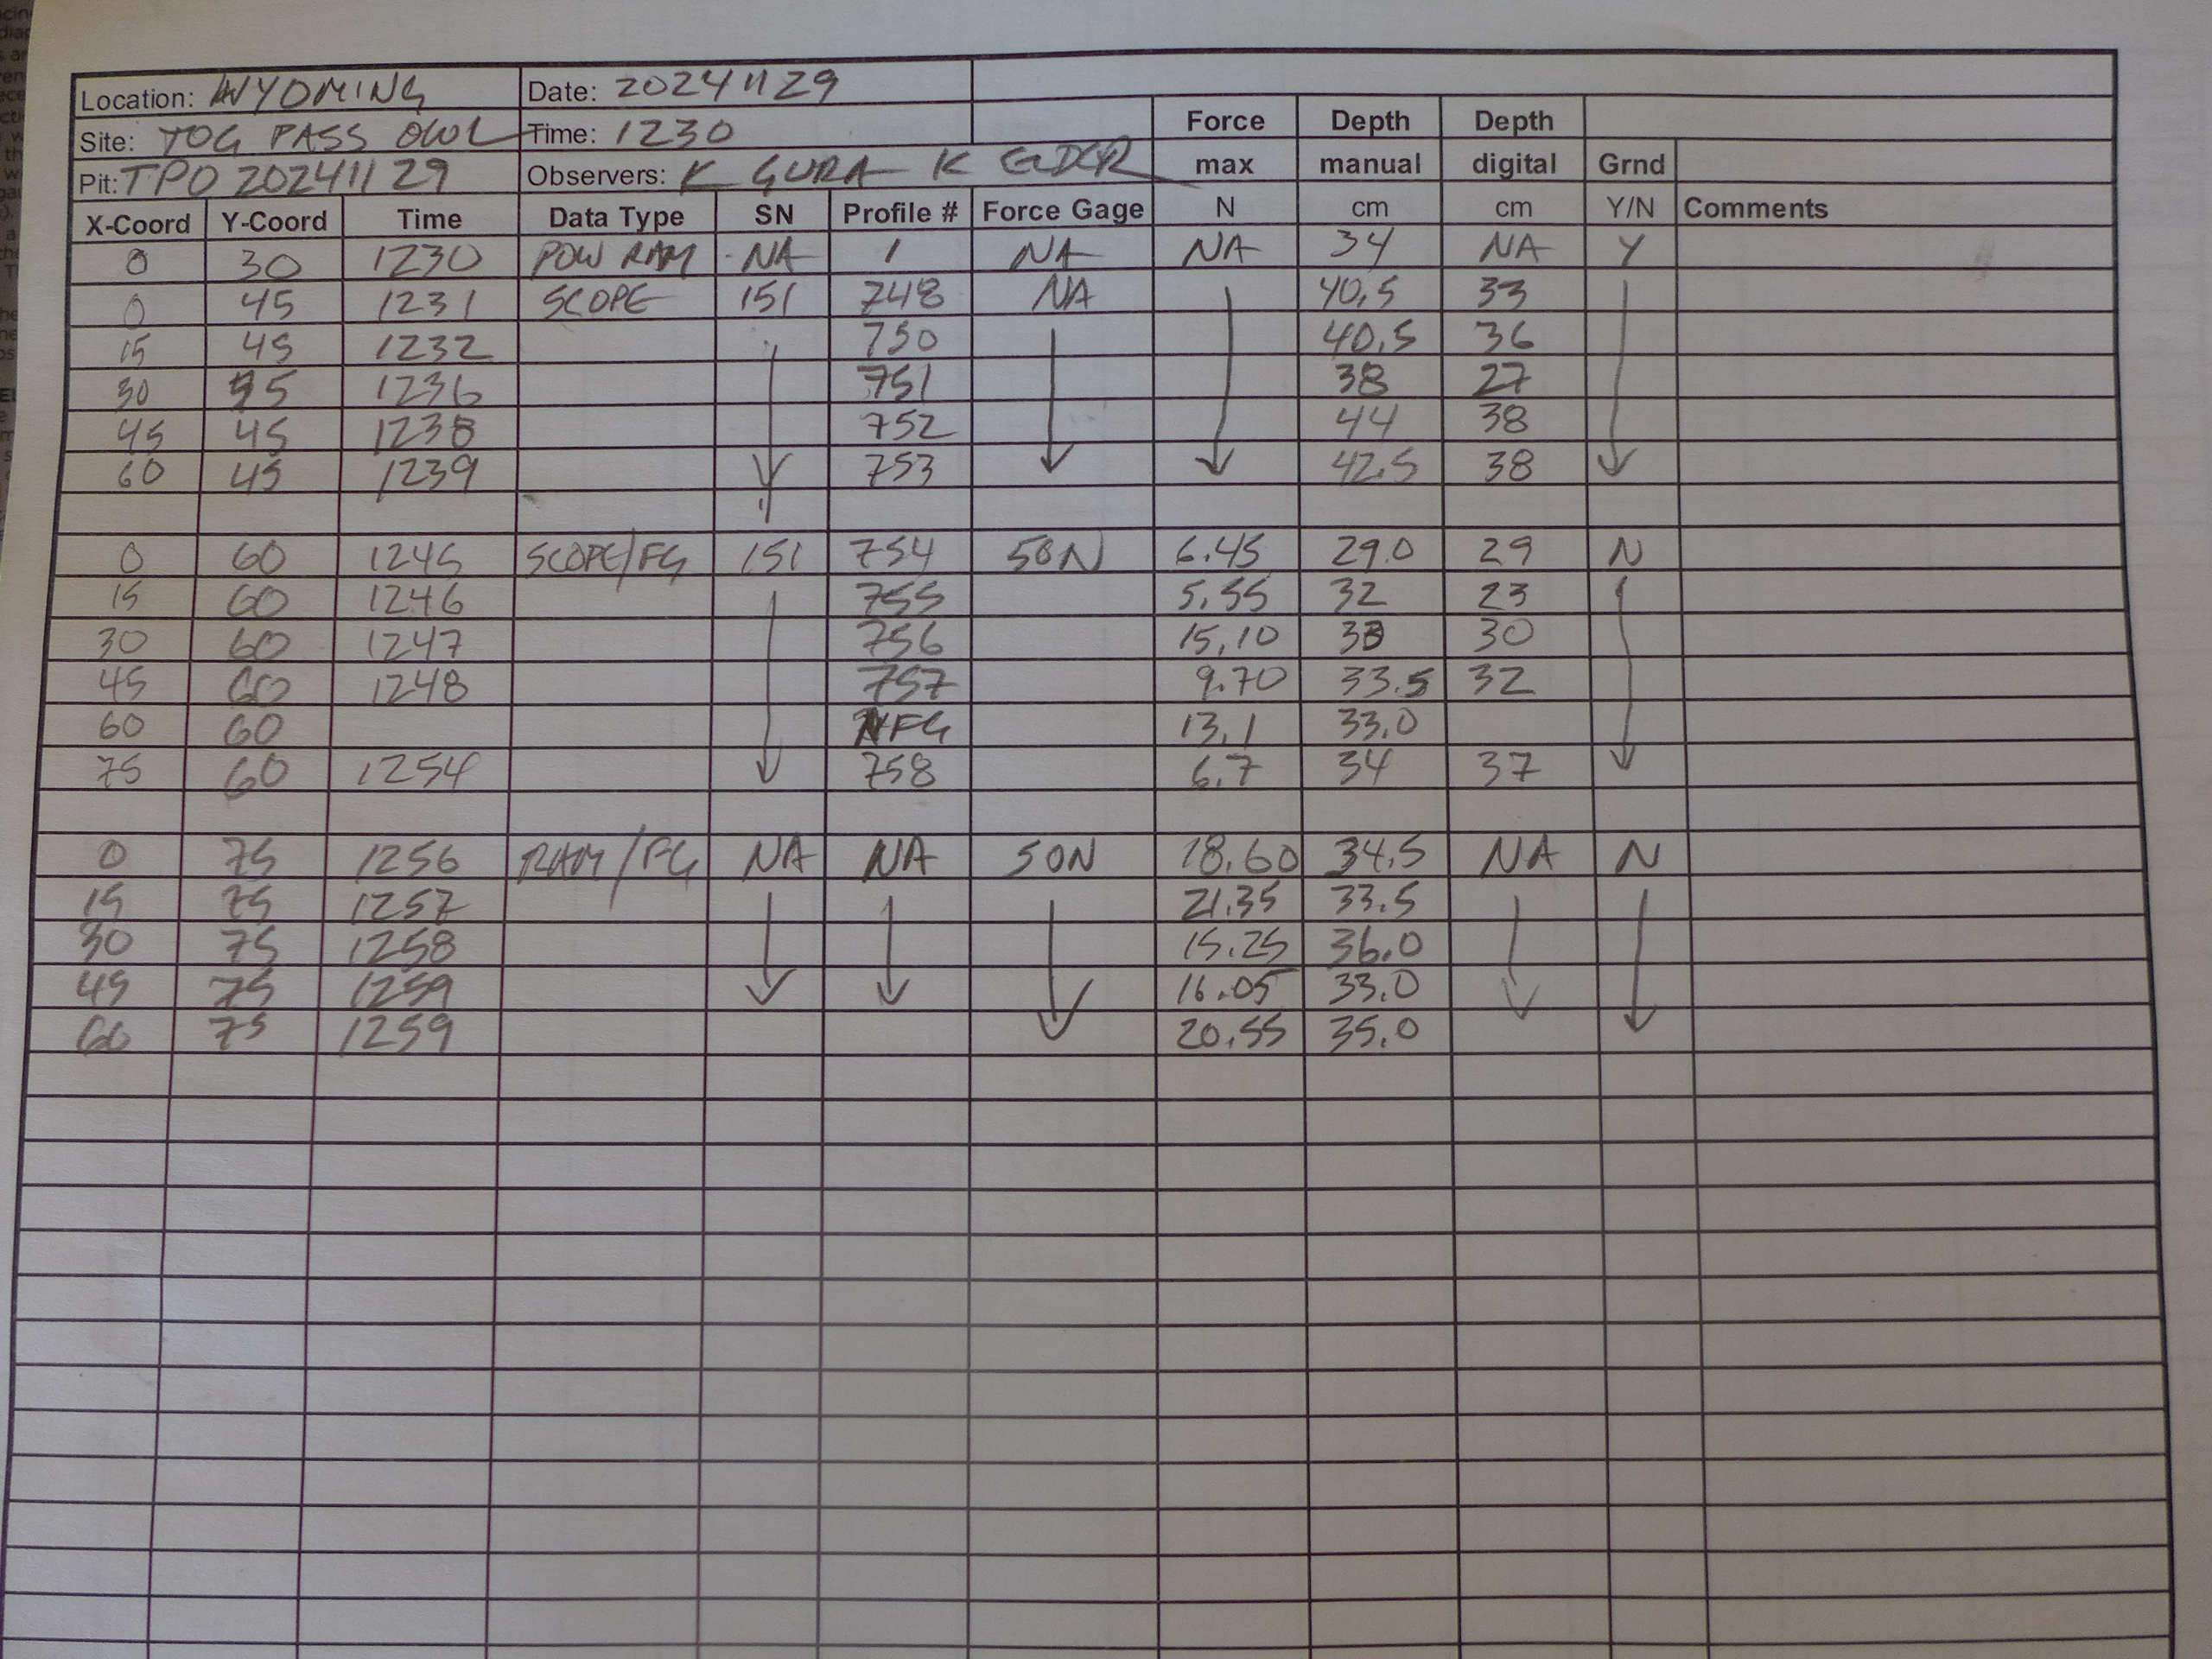 Location: WYOMING Date: 20241129
Site: TOG PASS OWL Time: 1230 Force Depth Depth
Pit: TPO 20241129 Observers: K GURA K ELDER max manual digital Grnd
X-Coord Y-Coord Time Data Type SN Profile # Force Gage N cm cm Y/N Comments
0 30 1230 POW RAM NA 1 NA NA 34 NA Y
0 45 1231 SCOPE 151 748 NA 40.5 33
15 45 1232 750 40.5 36
30 45 1236 751 38 27
45 45 1238 752 44 38
60 45 1239 753 42.5 38
0 60 1245 SCOPE/FG 151 754 50N 6.45 29.0 29 N
15 60 1246 755 5.55 32 23
30 60 1247 756 15.10 33 30
45 60 1248 757 9.70 33.5 32
60 60 NFG 13.1 33.0
75 60 1254 758 6.7 34 37
0 75 1256 RAM/FG NA NA 50N 18.60 34.5 NA N
15 75 1257 21.35 33.5
30 75 1258 15.25 36.0
45 75 1259 16.05 33.0
60 75 1259 20.55 35.0